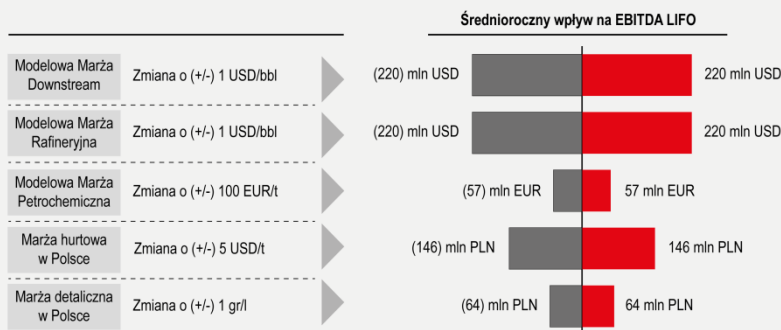 Średnioroczny wpływ na EBITDA LIFO
Modelowa Marża
Downstream
Zmiana o (+/-) 1 USD/bbl
(220) mln USD
220 mln USD
Modelowa Marża
Rafineryjna
Zmiana o (+/-) 1 USD/bbl
(220) mln USD
220 mln USD
Modelowa Marża
Petrochemiczna
Zmiana o (+/-) 100 EUR/t
(57) mln EUR
57 mln EUR
Marża hurtowa
w Polsce
Zmiana o (+/-) 5 USD/t
(146) mln PLN
146 mln PLN
Marża detaliczna
w Polsce
Zmiana o (+/-) 1 gr/l
(64) mln PLN
64 mln PLN